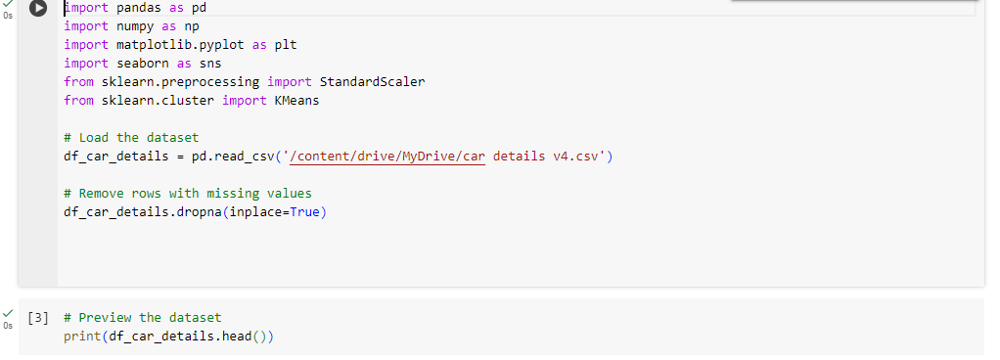 import pandas as pd
import numpy as np
import matplotlib.pyplot as plt
import seaborn as sns
from sklearn.preprocessing import StandardScaler
from sklearn.cluster import KMeans
# Load the dataset
df_car_details = pd.read_csv('/content/drive/MyDrive/car details v4.csv')
# Remove rows with missing values
df_car_details.dropna(inplace=True)
0s
[3] # Preview the dataset
print(df_car_details.head())
0s